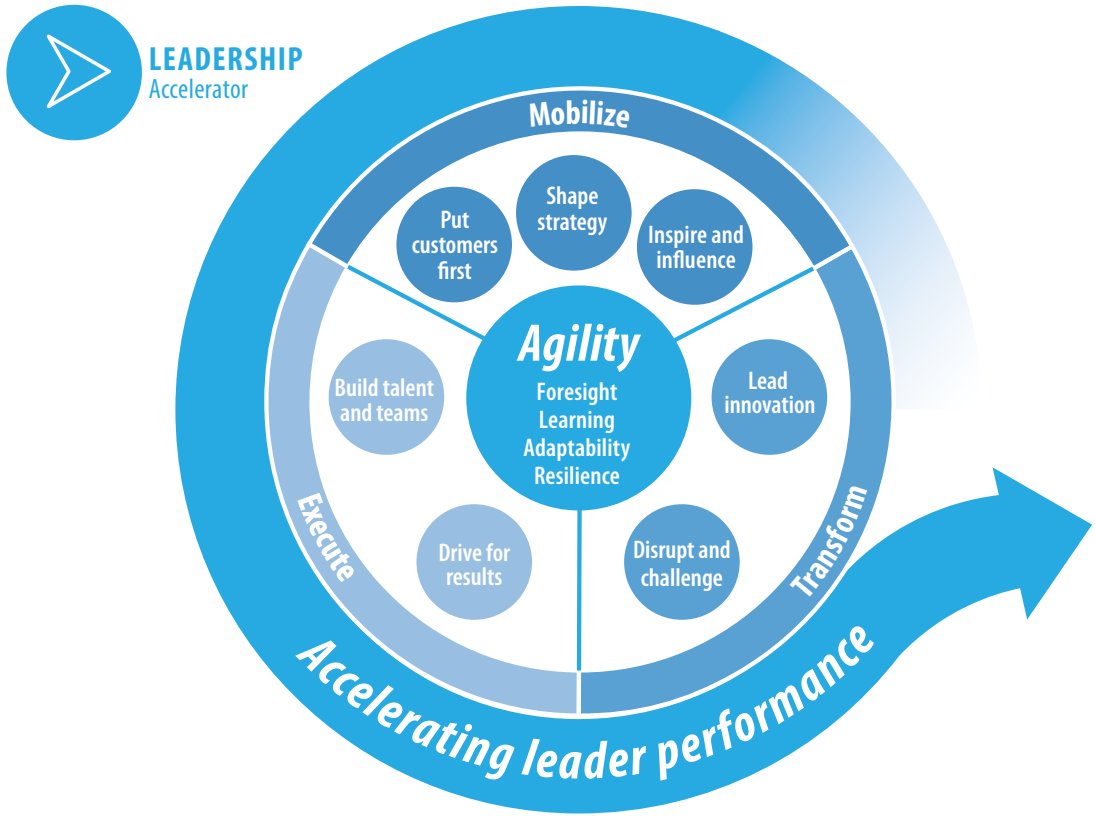 LEADERSHIP
Accelerator
Mobilize
Put
customers
first
Shape
strategy
Inspire and
influence
Agility
Foresight
Learning
Adaptability
Resilience
Build talent
and teams
Lead
innovation
Execute
Drive for
results
Disrupt and
challenge
Transform
Accelerating leader performance